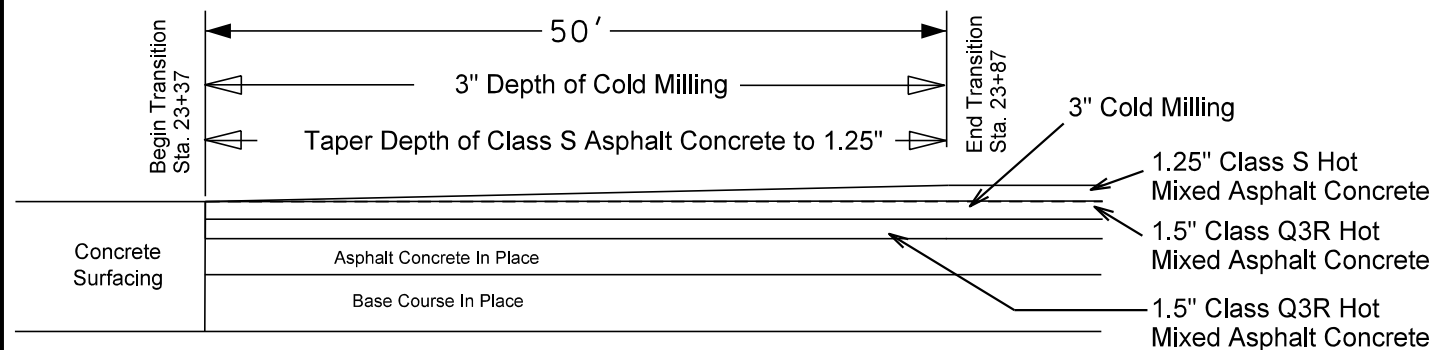 50'
Begin Transition
Sta. 23+37
3" Depth of Cold Milling
End Transition
Sta. 23+87
3" Cold Milling
Taper Depth of Class S Asphalt Concrete to 1.25"
1.25" Class S Hot
Mixed Asphalt Concrete
1.5" Class Q3R Hot
Mixed Asphalt Concrete
Concrete
Surfacing
Asphalt Concrete In Place
Base Course In Place
1.5" Class Q3R Hot
Mixed Asphalt Concrete